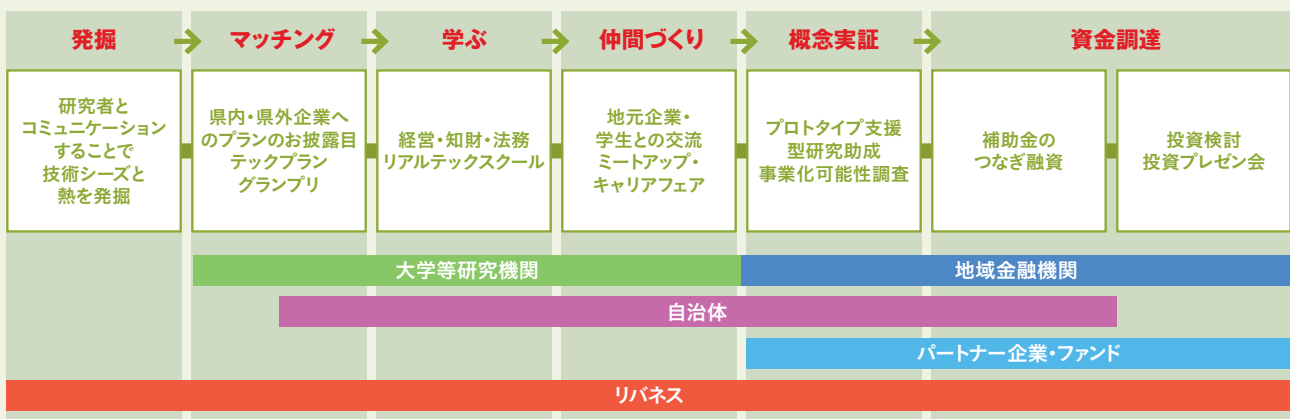 発掘
マッチング
学ぶ
仲間づくり
概念実証
資金調達
研究者と
コミュニケーション
することで
技術シーズと
熱を発掘
県内・県外企業へ
のプランのお披露目
テックプラン
グランプリ
経営・知財・法務
リアルテックスクール
地元企業・
学生との交流
ミートアップ・
キャリアフェア
プロトタイプ支援
型研究助成
事業化可能性調査
補助金の
つなぎ融資
投資検討
投資プレゼン会
大学等研究機関
地域金融機関
自治体
パートナー企業・ファンド
リバネス